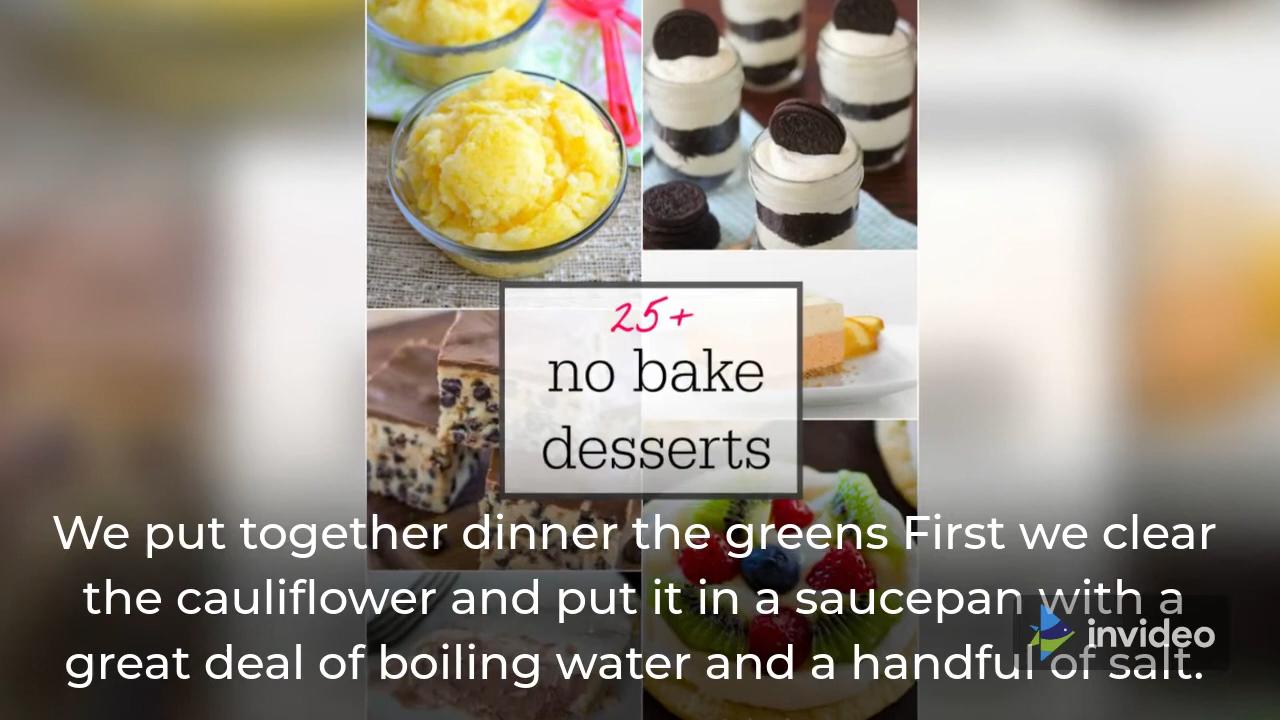 25+
no bake
desserts
We put together dinner the greens First we clear
the cauliflower and put it in a saucepan with a
great deal of boiling water and a handful of salt.
invideo